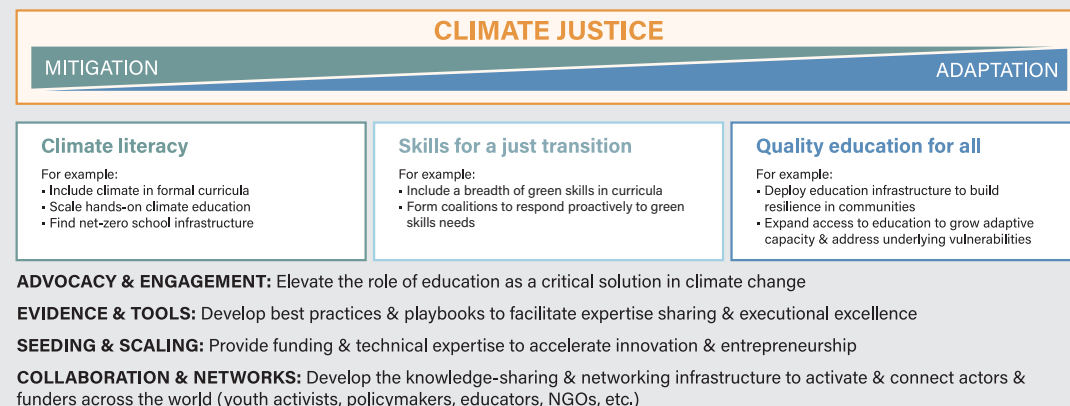 CLIMATE JUSTICE
MITIGATION
ADAPTATION
Climate literacy
For example:
▪ Include climate in formal curricula
▪ Scale hands-on climate education
▪ Find net-zero school infrastructure
Skills for a just transition
For example:
▪ Include a breadth of green skills in curricula
▪ Form coalitions to respond proactively to green
skills needs
Quality education for all
For example:
▪ Deploy education infrastructure to build
resilience in communities
▪ Expand access to education to grow adaptive
capacity & address underlying vulnerabilities
ADVOCACY & ENGAGEMENT: Elevate the role of education as a critical solution in climate change
EVIDENCE & TOOLS: Develop best practices & playbooks to facilitate expertise sharing & executional excellence
SEEDING & SCALING: Provide funding & technical expertise to accelerate innovation & entrepreneurship
COLLABORATION & NETWORKS: Develop the knowledge-sharing & networking infrastructure to activate & connect actors &
funders across the world (youth activists, policymakers, educators, NGOs, etc.)